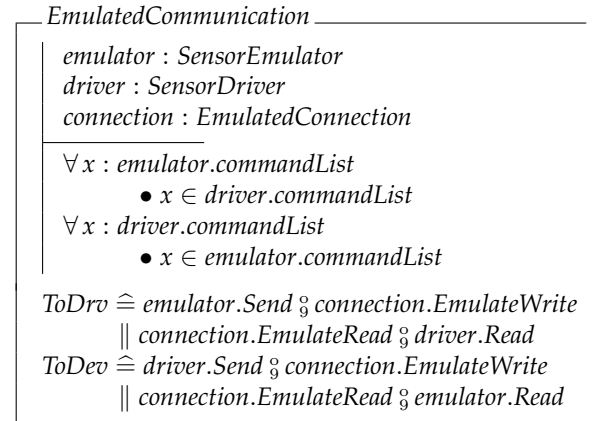 EmulatedCommunication
emulator : SensorEmulator
driver : SensorDriver
connection : EmulatedConnection
∀ x : emulator.commandList
• x ∈ driver.commandList
∀ x : driver.commandList
• x ∈ emulator.commandList
ToDrv ≙ emulator.Send ⨟ connection.EmulateWrite
∥ connection.EmulateRead ⨟ driver.Read
ToDev ≙ driver.Send ⨟ connection.EmulateWrite
∥ connection.EmulateRead ⨟ emulator.Read